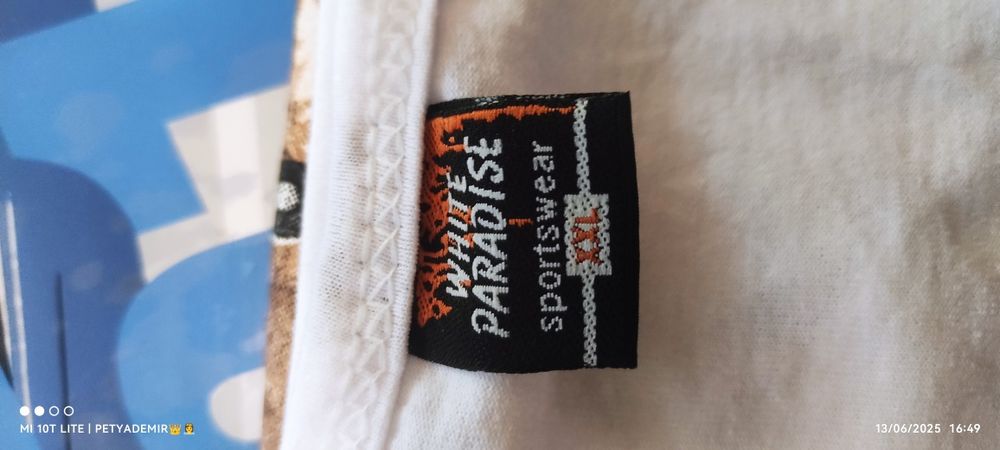 WHITE
PARADISE
sportswear
XXL
MI 10T LITE | PETYADEMIR👑👰
13/06/2025 16:49